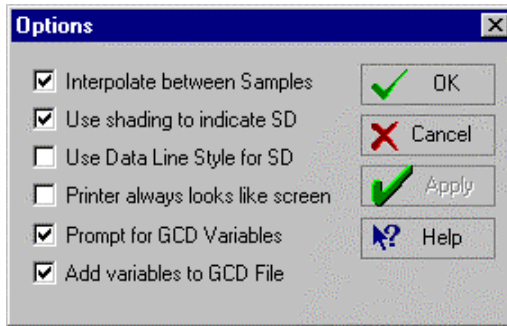 Options
Interpolate between Samples
Use shading to indicate SD
Use Data Line Style for SD
Printer always looks like screen
Prompt for GCD Variables
Add variables to GCD File
OK
Cancel
Apply
Help